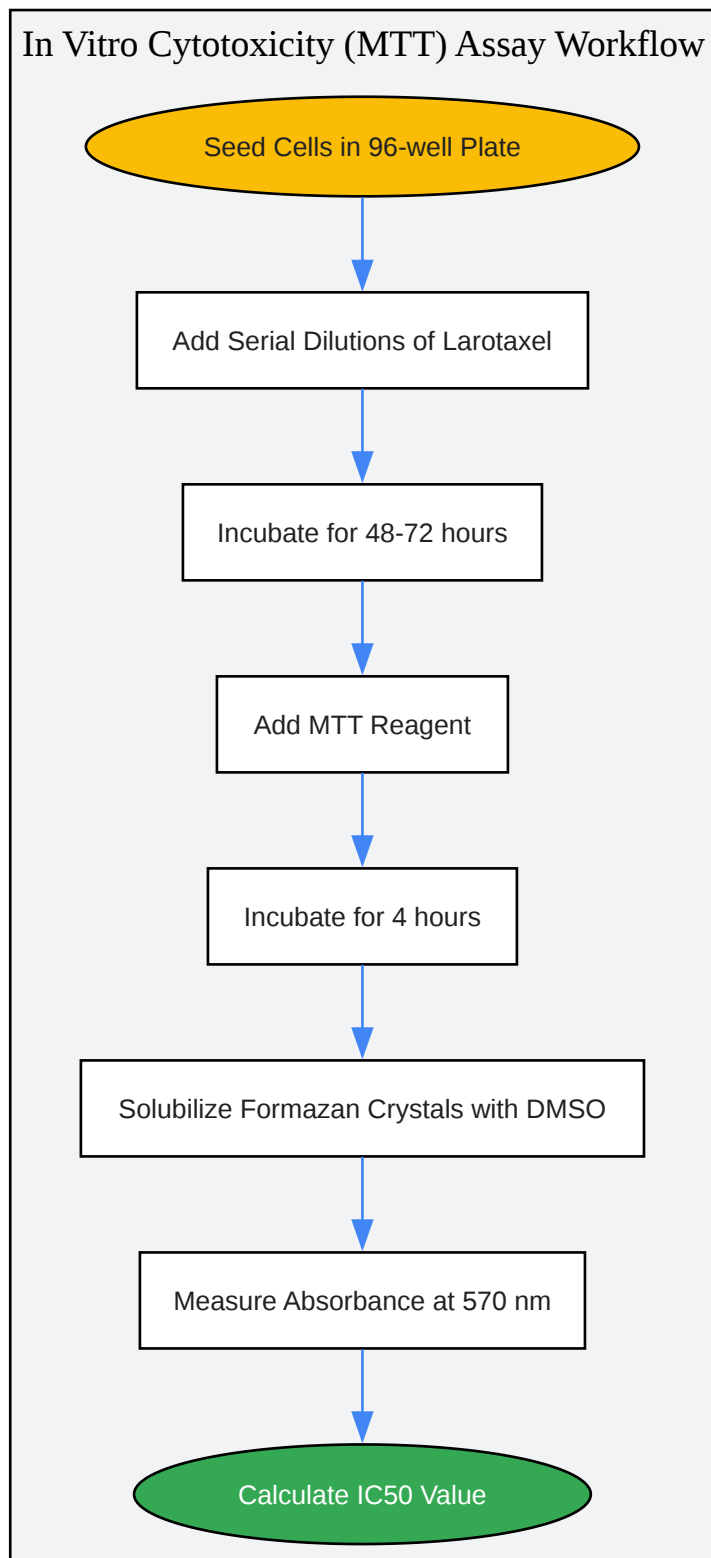 In Vitro Cytotoxicity (MTT) Assay Workflow
Seed Cells in 96-well Plate
Add Serial Dilutions of Larotaxel
Incubate for 48-72 hours
Add MTT Reagent
Incubate for 4 hours
Solubilize Formazan Crystals with DMSO
Measure Absorbance at 570 nm
Calculate IC50 Value